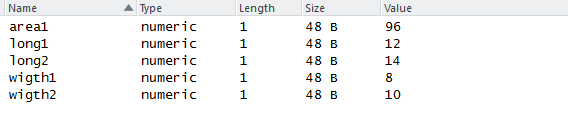 Name Type Length Size Value
area1 numeric 1 48 B 96
long1 numeric 1 48 B 12
long2 numeric 1 48 B 14
wigth1 numeric 1 48 B 8
wigth2 numeric 1 48 B 10